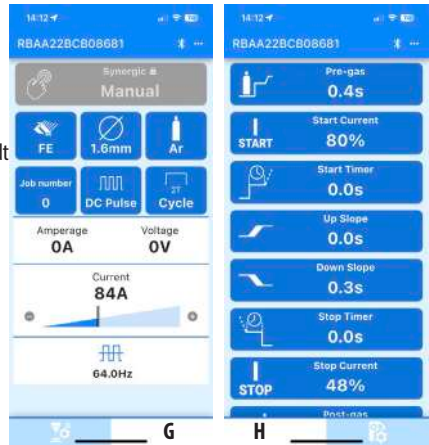 14:12
RBAA22BCB08681
Synergic
Manual
lt
FE
1.6mm
Ar
Job number
0
DC Pulse
2T
Cycle
Amperage
0A
Voltage
0V
Current
84A
64.0Hz
G
14:12
RBAA22BCB08681
Pre-gas
0.4s
START
Start Current
80%
Start Timer
0.0s
Up Slope
0.0s
Down Slope
0.3s
Stop Timer
0.0s
STOP
Stop Current
48%
Post-gas
H